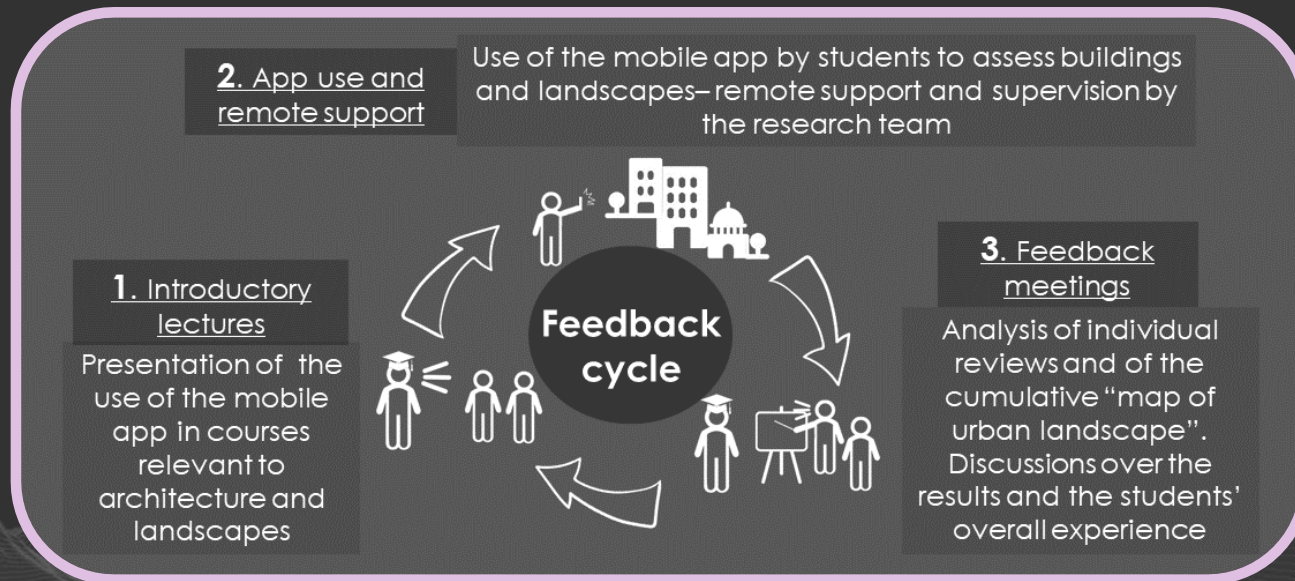 2. App use and
remote support
Use of the mobile app by students to assess buildings
and landscapes– remote support and supervision by
the research team
1. Introductory
lectures
Presentation of the
use of the mobile
app in courses
relevant to
architecture and
landscapes
Feedback
cycle
3. Feedback
meetings
Analysis of individual
reviews and of the
cumulative “map of
urban landscape”.
Discussions over the
results and the students’
overall experience